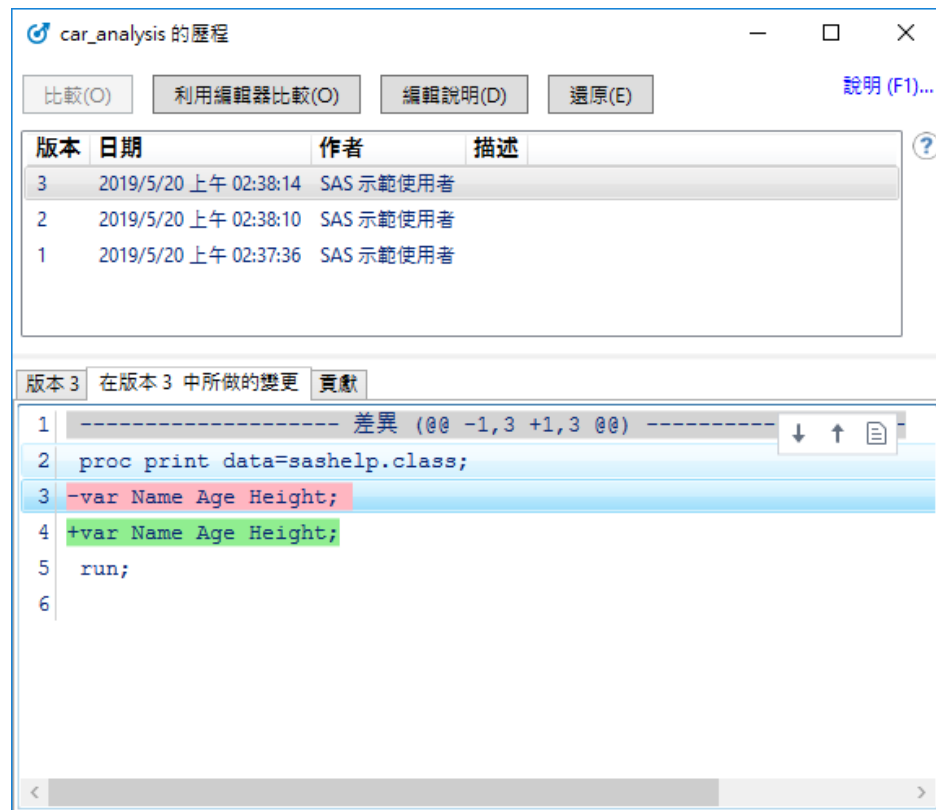 car_analysis 的歷程
比較(O) 利用編輯器比較(O) 編輯說明(D) 還原(E) 說明 (F1)...
版本 日期 作者 描述
3 2019/5/20 上午 02:38:14 SAS 示範使用者
2 2019/5/20 上午 02:38:10 SAS 示範使用者
1 2019/5/20 上午 02:37:36 SAS 示範使用者
版本 3 在版本 3 中所做的變更 貢獻
1 -------------------- 差異 (@@ -1,3 +1,3 @@) ---------- -
2 proc print data=sashelp.class;
3 -var Name Age Height;
4 +var Name Age Height;
5 run;
6